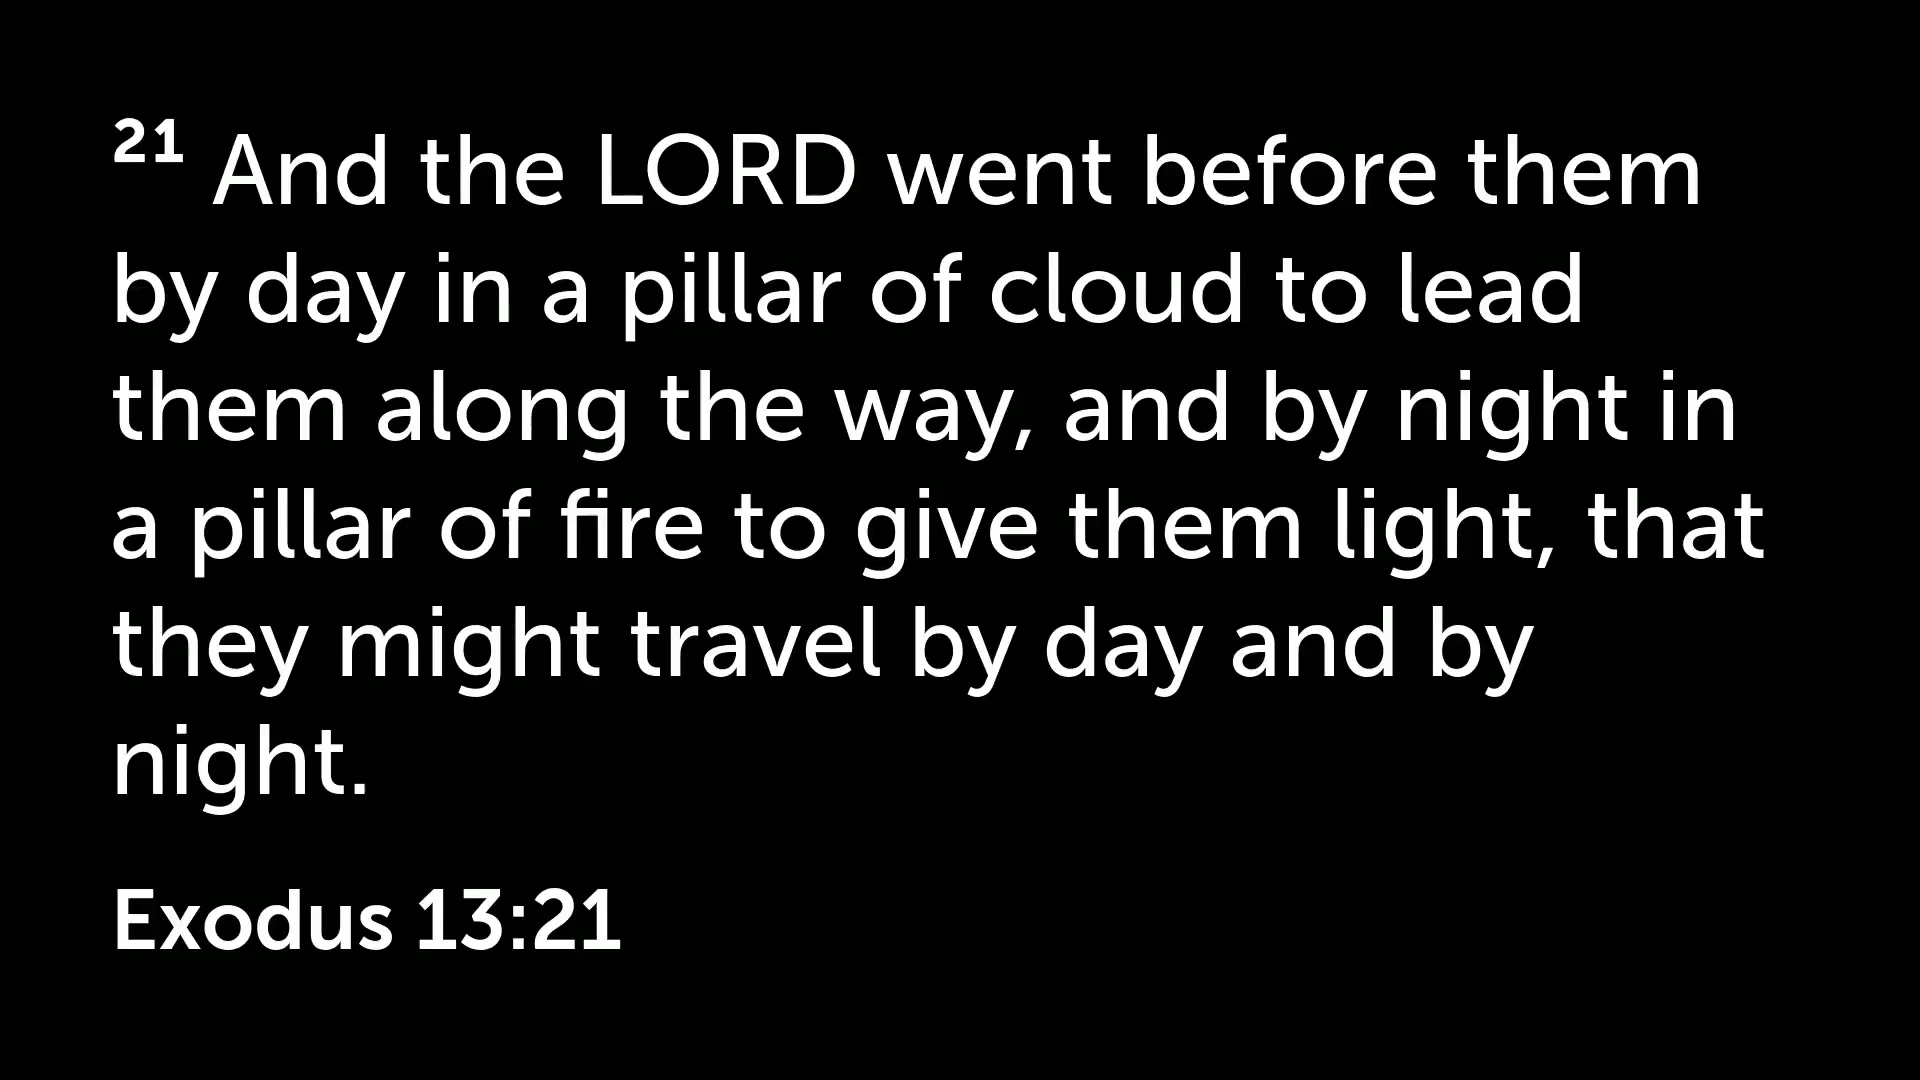 21 And the LORD went before them
by day in a pillar of cloud to lead
them along the way, and by night in
a pillar of fire to give them light, that
they might travel by day and by
night.
Exodus 13:21